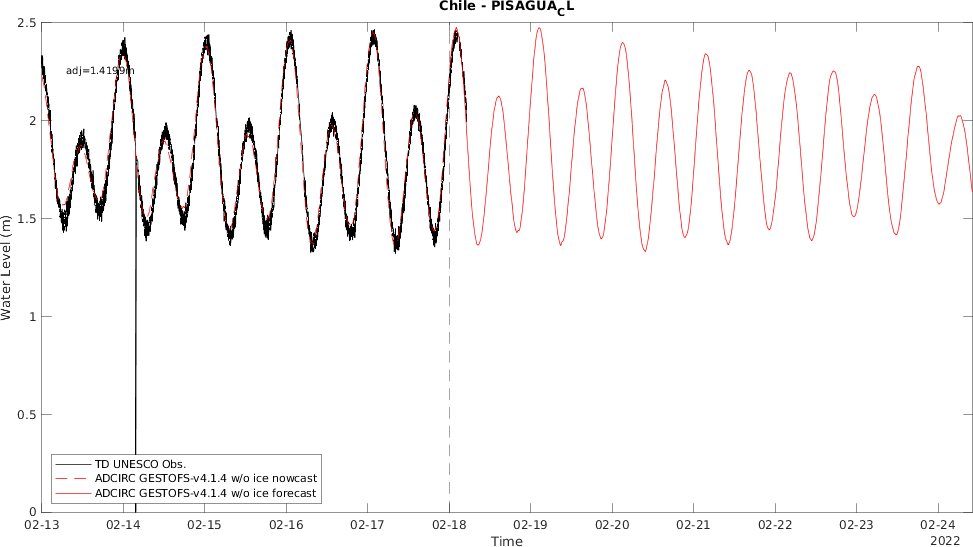 Chile - PISAGUA_CL
2.5
adj=1.4199m
2
1.5
Water Level (m)
1
0.5
TD UNESCO Obs.
ADCIRC GESTOFS-v4.1.4 w/o ice nowcast
ADCIRC GESTOFS-v4.1.4 w/o ice forecast
0
02-13 02-14 02-15 02-16 02-17 02-18 02-19 02-20 02-21 02-22 02-23 02-24
Time
2022